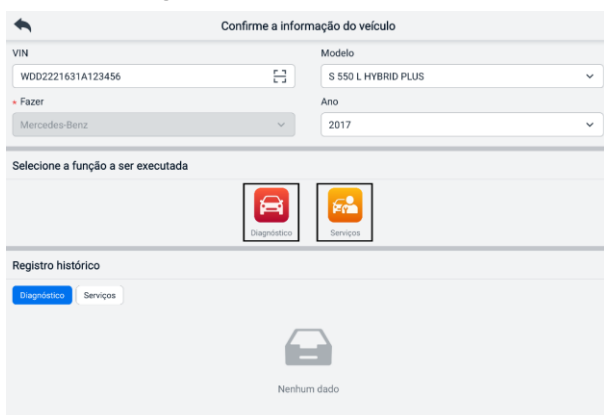 Confirme a informação do veículo
VIN
Modelo
WDD2221631A123456
S 550 L HYBRID PLUS
* Fazer
Ano
Mercedes-Benz
2017
Selecione a função a ser executada
Diagnóstico
Serviços
Registro histórico
Diagnóstico
Serviços
Nenhum dado